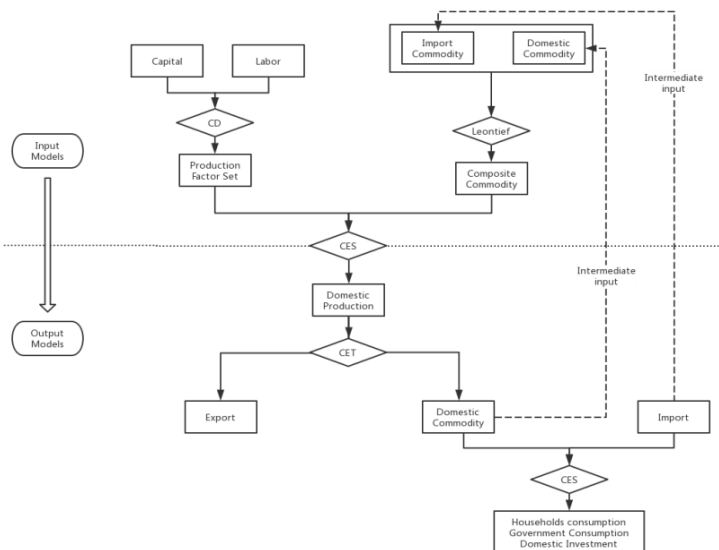 Import
Commodity
Domestic
Commodity
Capital
Labor
Intermediate
input
CD
Leontief
Input
Models
Production
Factor Set
Composite
Commodity
CES
Intermediate
input
Domestic
Production
Output
Models
CET
Export
Domestic
Commodity
Import
CES
Households consumption
Government Consumption
Domestic Investment